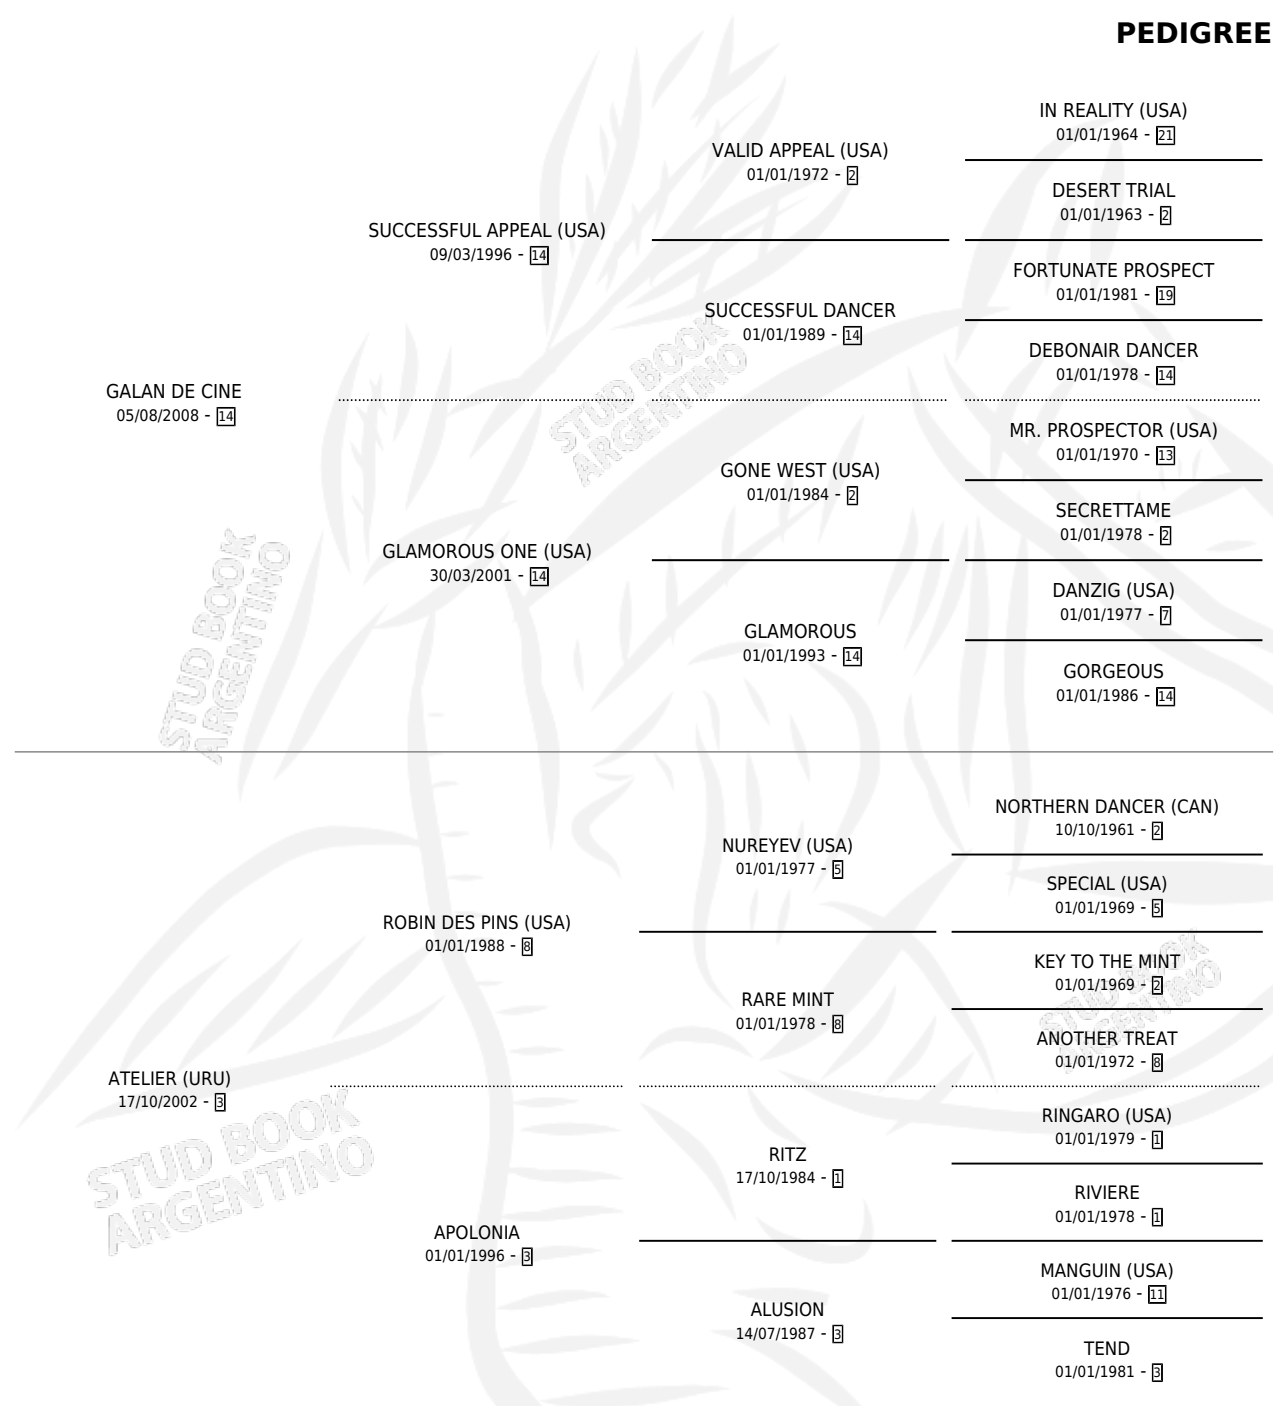 PEDIGREE
IN REALITY (USA)
01/01/1964 - 21
VALID APPEAL (USA)
01/01/1972 - 2
DESERT TRIAL
01/01/1963 - 2
SUCCESSFUL APPEAL (USA)
09/03/1996 - 14
FORTUNATE PROSPECT
01/01/1981 - 19
SUCCESSFUL DANCER
01/01/1989 - 14
DEBONAIR DANCER
01/01/1978 - 14
GALAN DE CINE
05/08/2008 - 14
MR. PROSPECTOR (USA)
01/01/1970 - 13
GONE WEST (USA)
01/01/1984 - 2
SECRETTAME
01/01/1978 - 2
GLAMOROUS ONE (USA)
30/03/2001 - 14
DANZIG (USA)
01/01/1977 - 7
GLAMOROUS
01/01/1993 - 14
GORGEOUS
01/01/1986 - 14
NORTHERN DANCER (CAN)
10/10/1961 - 2
NUREYEV (USA)
01/01/1977 - 5
SPECIAL (USA)
01/01/1969 - 5
ROBIN DES PINS (USA)
01/01/1988 - 8
KEY TO THE MINT
01/01/1969 - 2
RARE MINT
01/01/1978 - 8
ANOTHER TREAT
01/01/1972 - 8
ATELIER (URU)
17/10/2002 - 3
RINGARO (USA)
01/01/1979 - 1
RITZ
17/10/1984 - 1
RIVIERE
01/01/1978 - 1
APOLONIA
01/01/1996 - 3
MANGUIN (USA)
01/01/1976 - 11
ALUSION
14/07/1987 - 3
TEND
01/01/1981 - 3
STUD BOOK
ARGENTINO
STUD BOOK
ARGENTINO
STUD BOOK
ARGENTINO
STUD BOOK
ARGENTINO